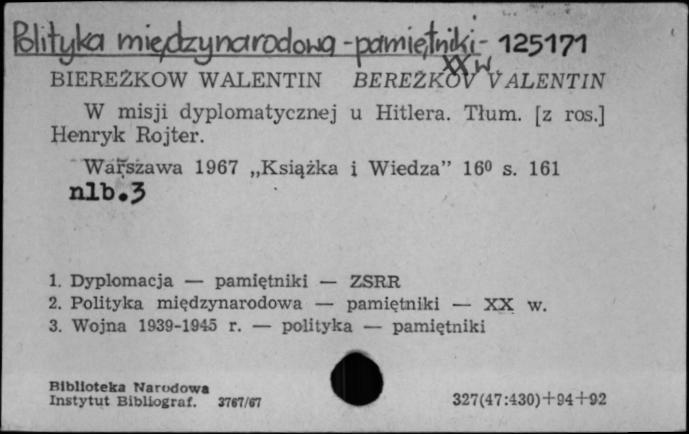 Polityka międzynarodowa - pamiętniki - XX w. 125171
BIEREŻKOW WALENTIN BEREŻKOV VALENTIN
W misji dyplomatycznej u Hitlera. Tłum. [z ros.]
Henryk Rojter.
Warszawa 1967 „Książka i Wiedza” 16⁰ s. 161
nlb.3
1. Dyplomacja — pamiętniki — ZSRR
2. Polityka międzynarodowa — pamiętniki — XX w.
3. Wojna 1939-1945 r. — polityka — pamiętniki
Biblioteka Narodowa
Instytut Bibliograf. 3767/67 327(47:430)+94+92